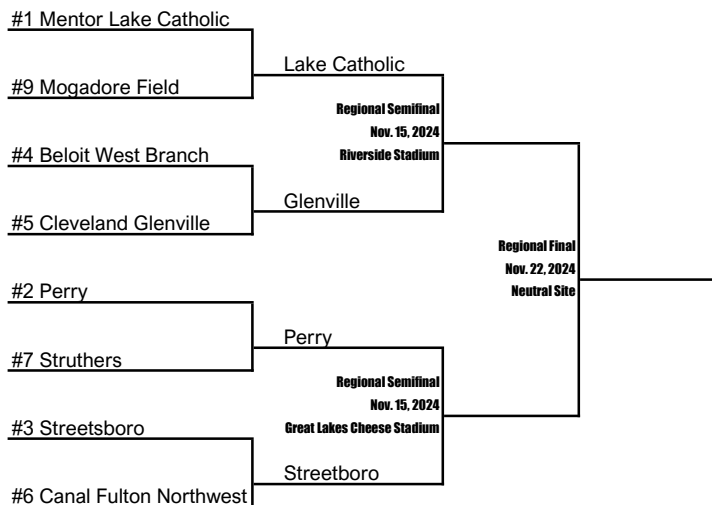 #1 Mentor Lake Catholic
Lake Catholic
#9 Mogadore Field
Regional Semifinal
Nov. 15, 2024
Riverside Stadium
#4 Beloit West Branch
Glenville
#5 Cleveland Glenville
Regional Final
Nov. 22, 2024
Neutral Site
#2 Perry
Perry
#7 Struthers
Regional Semifinal
Nov. 15, 2024
Great Lakes Cheese Stadium
#3 Streetsboro
Streetboro
#6 Canal Fulton Northwest